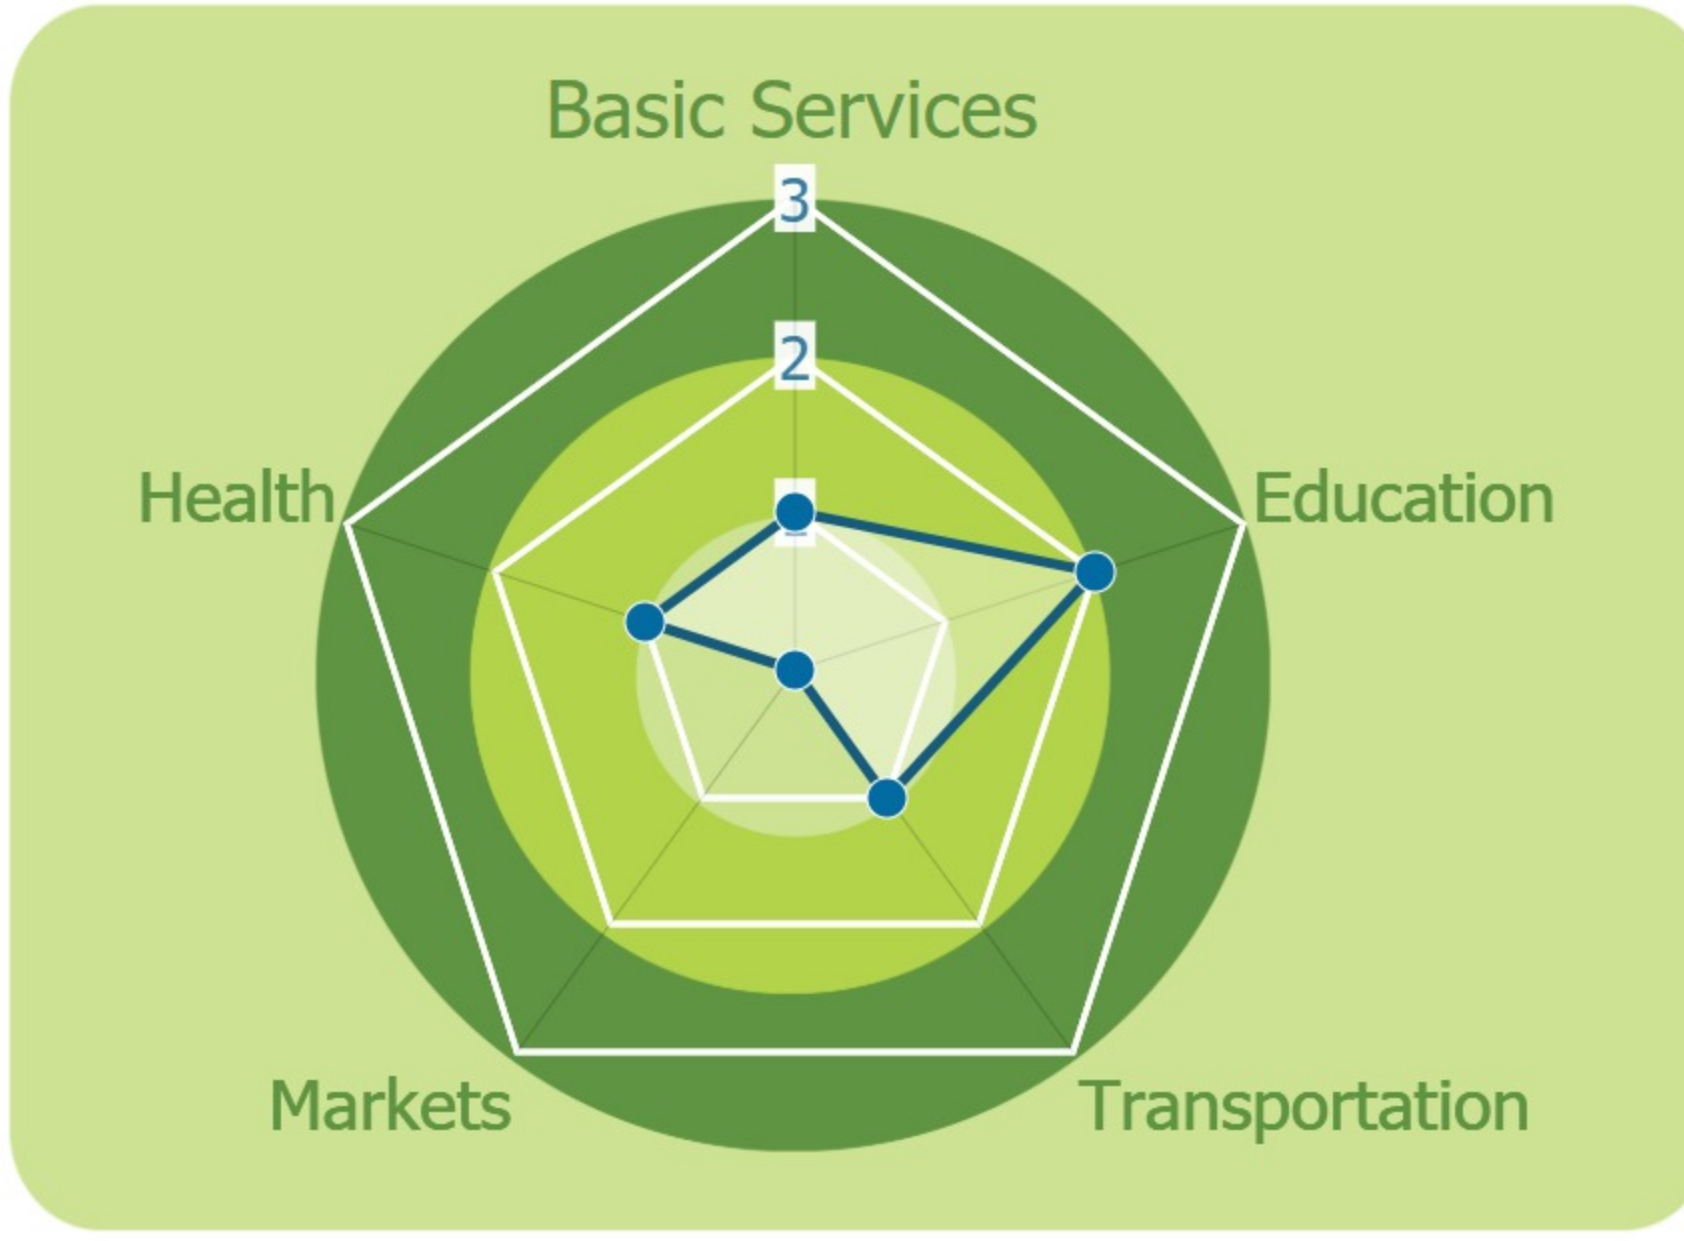 Basic Services
3
2
Health
Education
Markets
Transportation